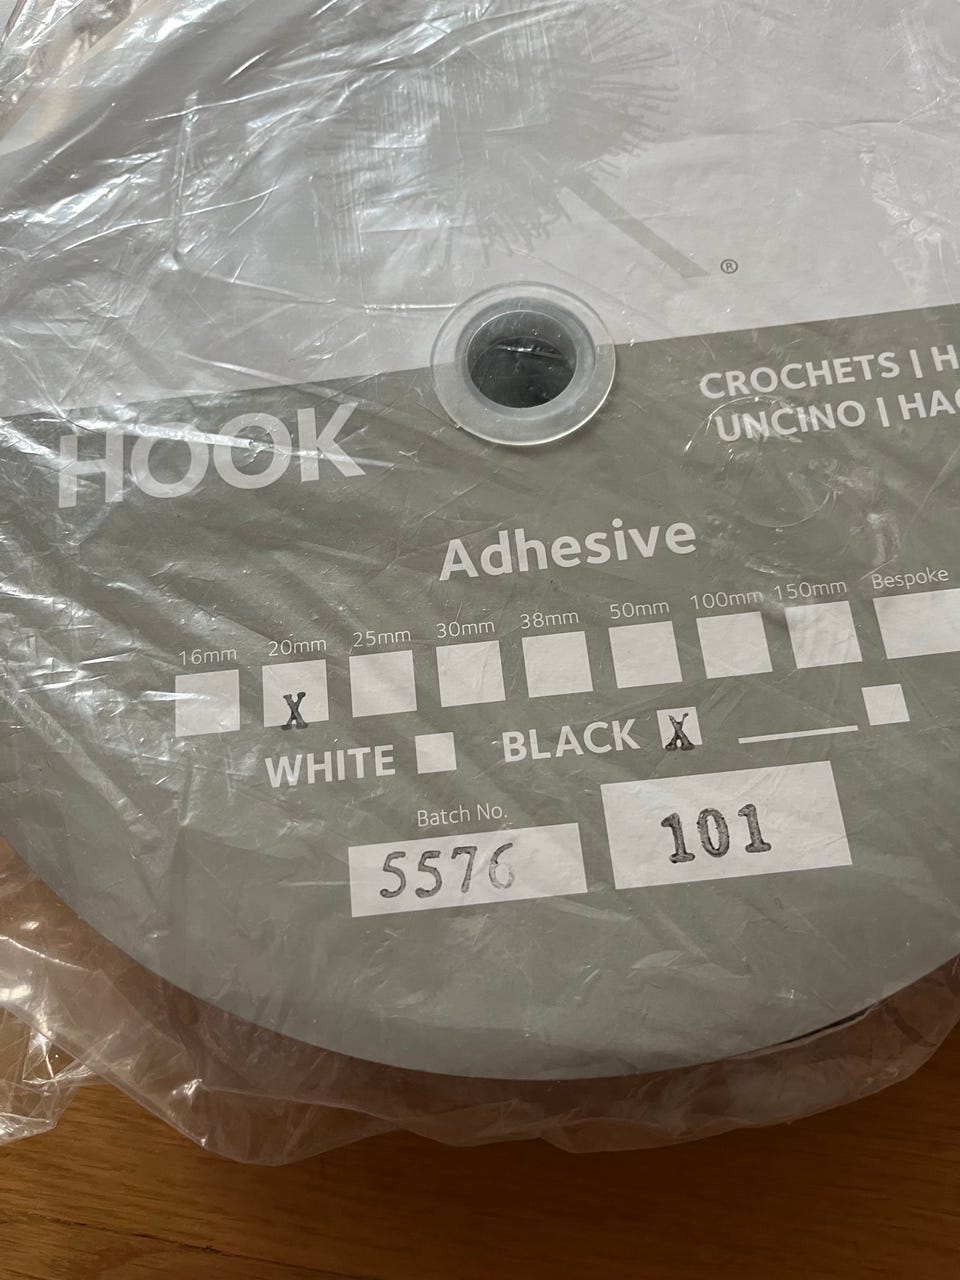 ®
CROCHETS | H
UNCINO | HAC
HOOK
Adhesive
16mm 20mm 25mm 30mm 38mm 50mm 100mm 150mm Bespoke
X
WHITE BLACK X
Batch No.
5576 101